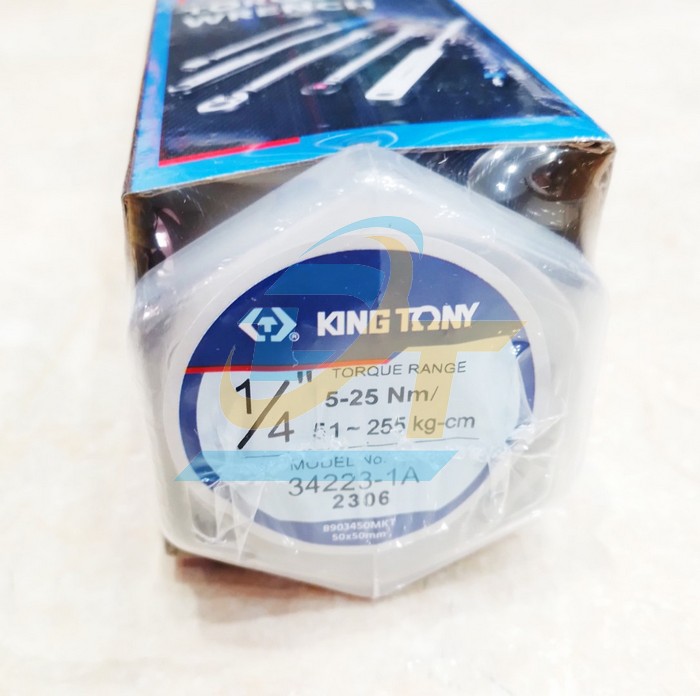 WRENCH
KING TONY
®
1/4"
TORQUE RANGE
5-25 Nm/
51~255 kg-cm
MODEL No.
34223-1A
2306
8903450MKT
50x50mm